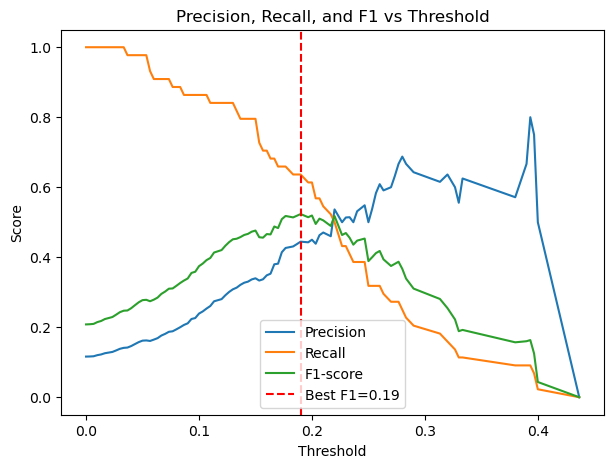 Precision, Recall, and F1 vs Threshold
1.0
0.8
0.6
0.4
0.2
0.0
Score
Precision
Recall
F1-score
Best F1=0.19
0.0 0.1 0.2 0.3 0.4
Threshold